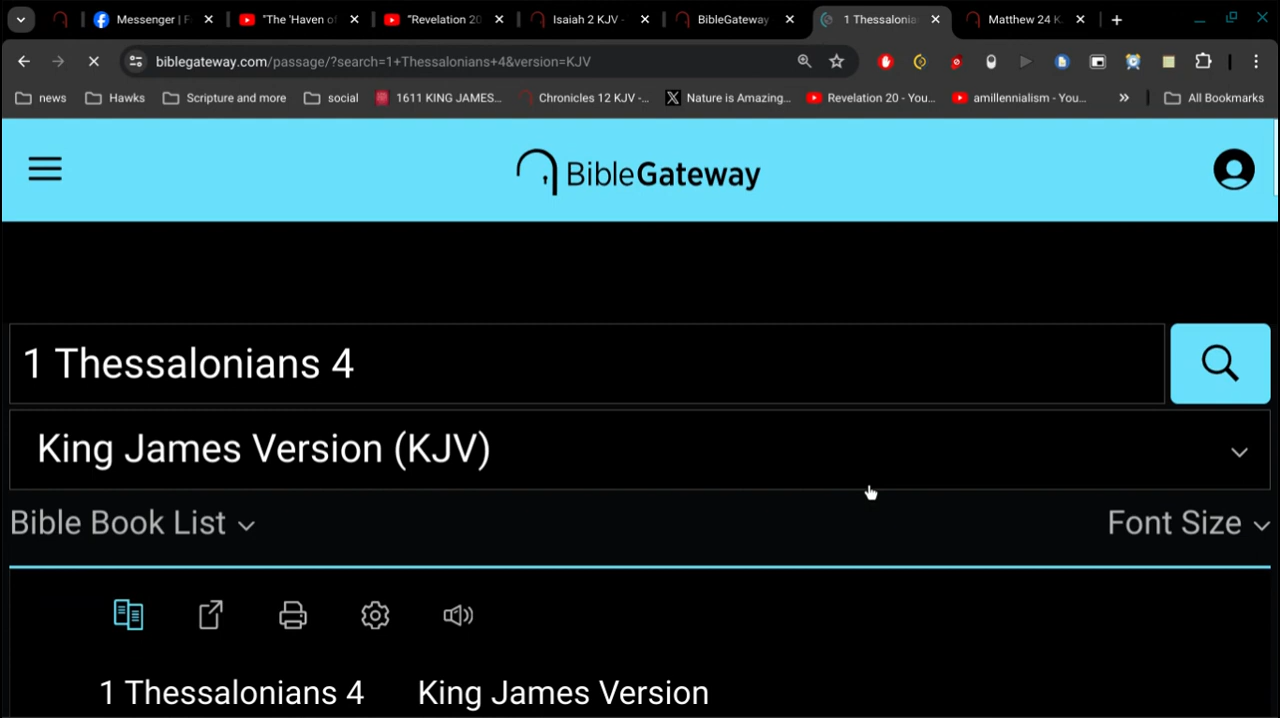 Messenger | F
"The 'Haven of
"Revelation 20
Isaiah 2 KJV -
BibleGateway
1 Thessalonia
Matthew 24 K
biblegateway.com/passage/?search=1+Thessalonians+4&version=KJV
news
Hawks
Scripture and more
social
1611 KING JAMES...
Chronicles 12 KJV -...
Nature is Amazing...
Revelation 20 - You...
amillennialism - You...
All Bookmarks
BibleGateway
1 Thessalonians 4
King James Version (KJV)
Bible Book List
Font Size
1 Thessalonians 4 King James Version